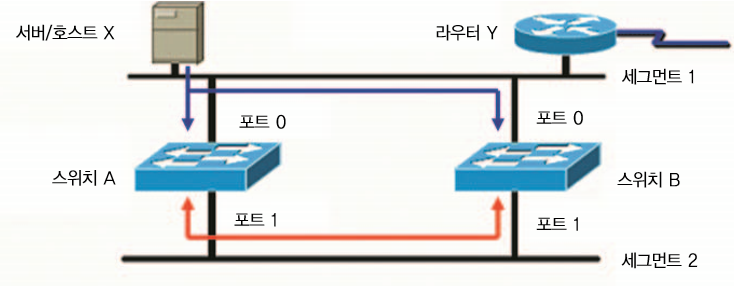 서버/호스트 X
라우터 Y
세그먼트 1
포트 0
포트 0
스위치 A
스위치 B
포트 1
포트 1
세그먼트 2